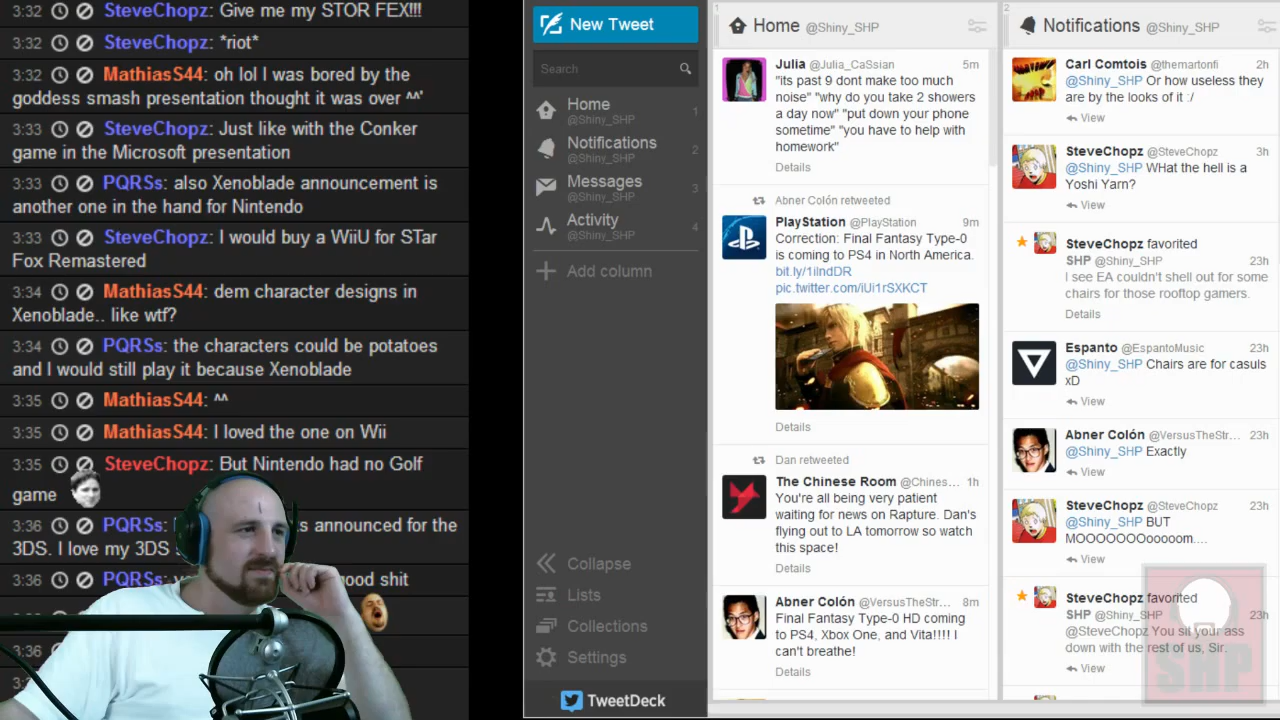 3:32 SteveChopz: Give me my STOR FEX!!!
3:32 SteveChopz: *riot*
3:32 MathiasS44: oh lol I was bored by the
goddess smash presentation thought it was over ^^'
3:33 SteveChopz: Just like with the Conker
game in the Microsoft presentation
3:33 PQRSs: also Xenoblade announcement is
another one in the hand for Nintendo
3:33 SteveChopz: I would buy a WiiU for STar
Fox Remastered
3:34 MathiasS44: dem character designs in
Xenoblade.. like wtf?
3:34 PQRSs: the characters could be potatoes
and I would still play it because Xenoblade
3:35 MathiasS44: ^^
3:35 MathiasS44: I loved the one on Wii
3:35 SteveChopz: But Nintendo had no Golf
game
3:36 PQRSs: s announced for the
3DS. I love my 3DS
3:36 PQRSs: ood shit
3:36
New Tweet
Search
Home 1
@Shiny_SHP
Notifications 2
@Shiny_SHP
Messages 3
@Shiny_SHP
Activity 4
@Shiny_SHP
Add column
Collapse
Lists
Collections
Settings
TweetDeck
1
Home @Shiny_SHP
Julia @Julia_CaSsian 5m
"its past 9 dont make too much
noise" "why do you take 2 showers
a day now" "put down your phone
sometime" "you have to help with
homework"
Details
Abner Colón retweeted
PlayStation @PlayStation 9m
Correction: Final Fantasy Type-0
is coming to PS4 in North America.
bit.ly/1ilndDR
pic.twitter.com/iUi1rSXKCT
Details
Dan retweeted
The Chinese Room @Chines... 1h
You're all being very patient
waiting for news on Rapture. Dan's
flying out to LA tomorrow so watch
this space!
Details
Abner Colón @VersusTheStr... 8m
Final Fantasy Type-0 HD coming
to PS4, Xbox One, and Vita!!!! I
can't breathe!
Details
2
Notifications @Shiny_SHP
Carl Comtois @themartonfi 2h
@Shiny_SHP Or how useless they
are by the looks of it :/
View
SteveChopz @SteveChopz 3h
@Shiny_SHP WHat the hell is a
Yoshi Yarn?
View
SteveChopz favorited
SHP @Shiny_SHP 23h
I see EA couldn't shell out for some
chairs for those rooftop gamers.
Details
Espanto @EspantoMusic 23h
@Shiny_SHP Chairs are for casuls
xD
View
Abner Colón @VersusTheStr... 23h
@Shiny_SHP Exactly
View
SteveChopz @SteveChopz 23h
@Shiny_SHP BUT
MOOOOOOOooooom....
View
SteveChopz favorited
SHP @Shiny_SHP 23h
@SteveChopz You sit your ass
down with the rest of us, Sir.
View
SHP